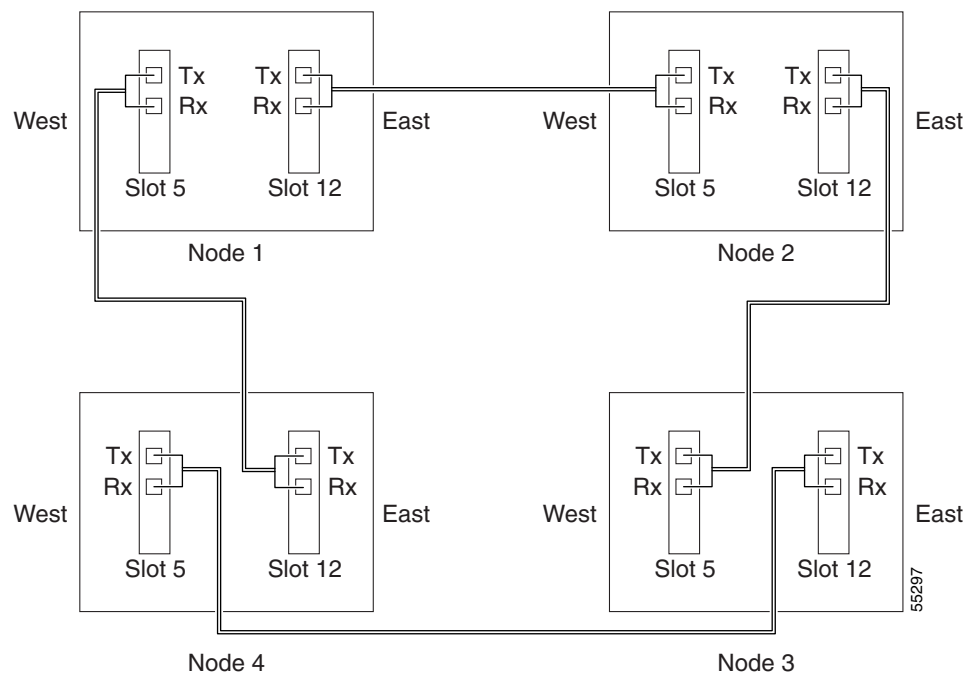 Tx Tx Tx Tx
Rx Rx Rx Rx
West East West East
Slot 5 Slot 12 Slot 5 Slot 12
Node 1 Node 2
Tx Tx Tx Tx
Rx Rx Rx Rx
West East West East
Slot 5 Slot 12 Slot 5 Slot 12
55297
Node 4 Node 3